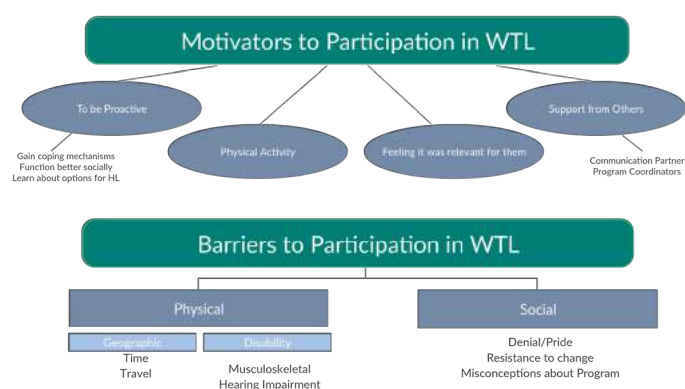 Motivators to Participation in WTL
To be Proactive
Support from Others
Physical Activity
Feeling it was relevant for them
Gain coping mechanisms
Function better socially
Learn about options for HL
Communication Partner
Program Coordinators
Barriers to Participation in WTL
Physical
Social
Geographic
Disability
Time
Travel
Musculoskeletal
Hearing Impairment
Denial/Pride
Resistance to change
Misconceptions about Program